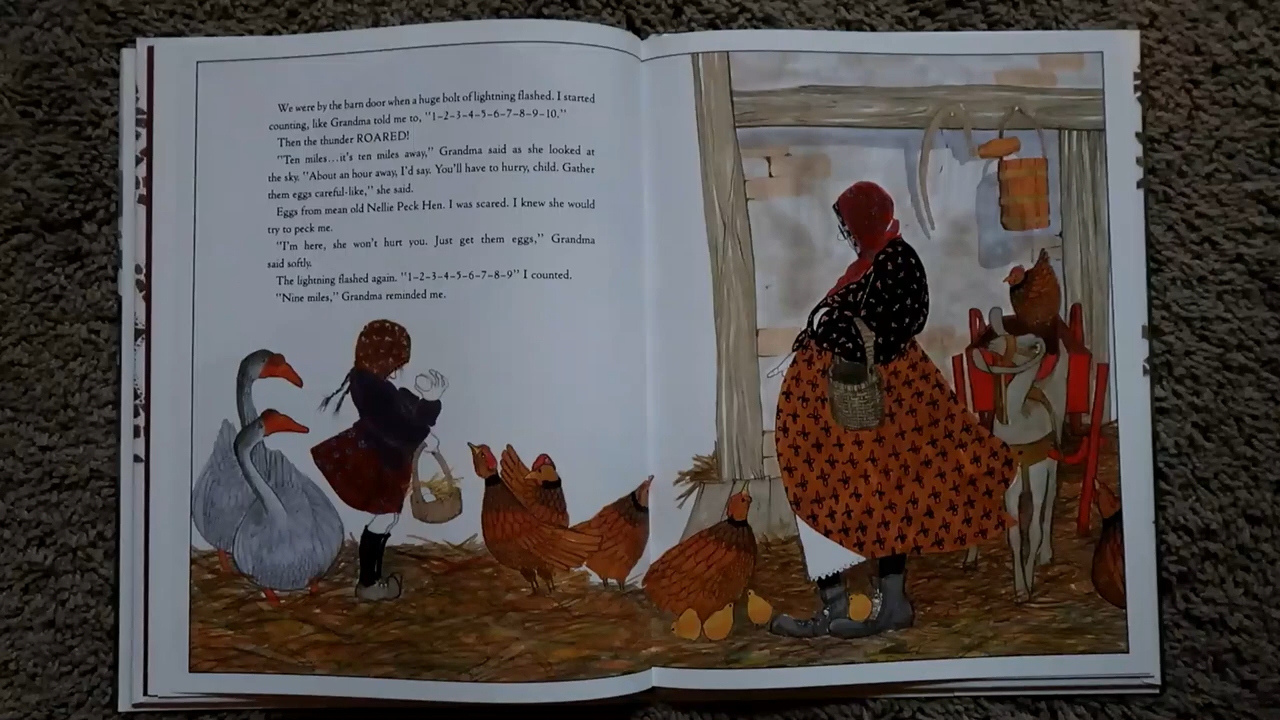 We were by the barn door when a huge bolt of lightning flashed. I started
counting, like Grandma told me to, "1-2-3-4-5-6-7-8-9-10."
Then the thunder ROARED!
"Ten miles...it's ten miles away," Grandma said as she looked at
the sky. "About an hour away, I'd say. You'll have to hurry, child. Gather
them eggs careful-like," she said.
Eggs from mean old Nellie Peck Hen. I was scared. I knew she would
try to peck me.
"I'm here, she won't hurt you. Just get them eggs," Grandma
said softly.
The lightning flashed again. "1-2-3-4-5-6-7-8-9" I counted.
"Nine miles," Grandma reminded me.